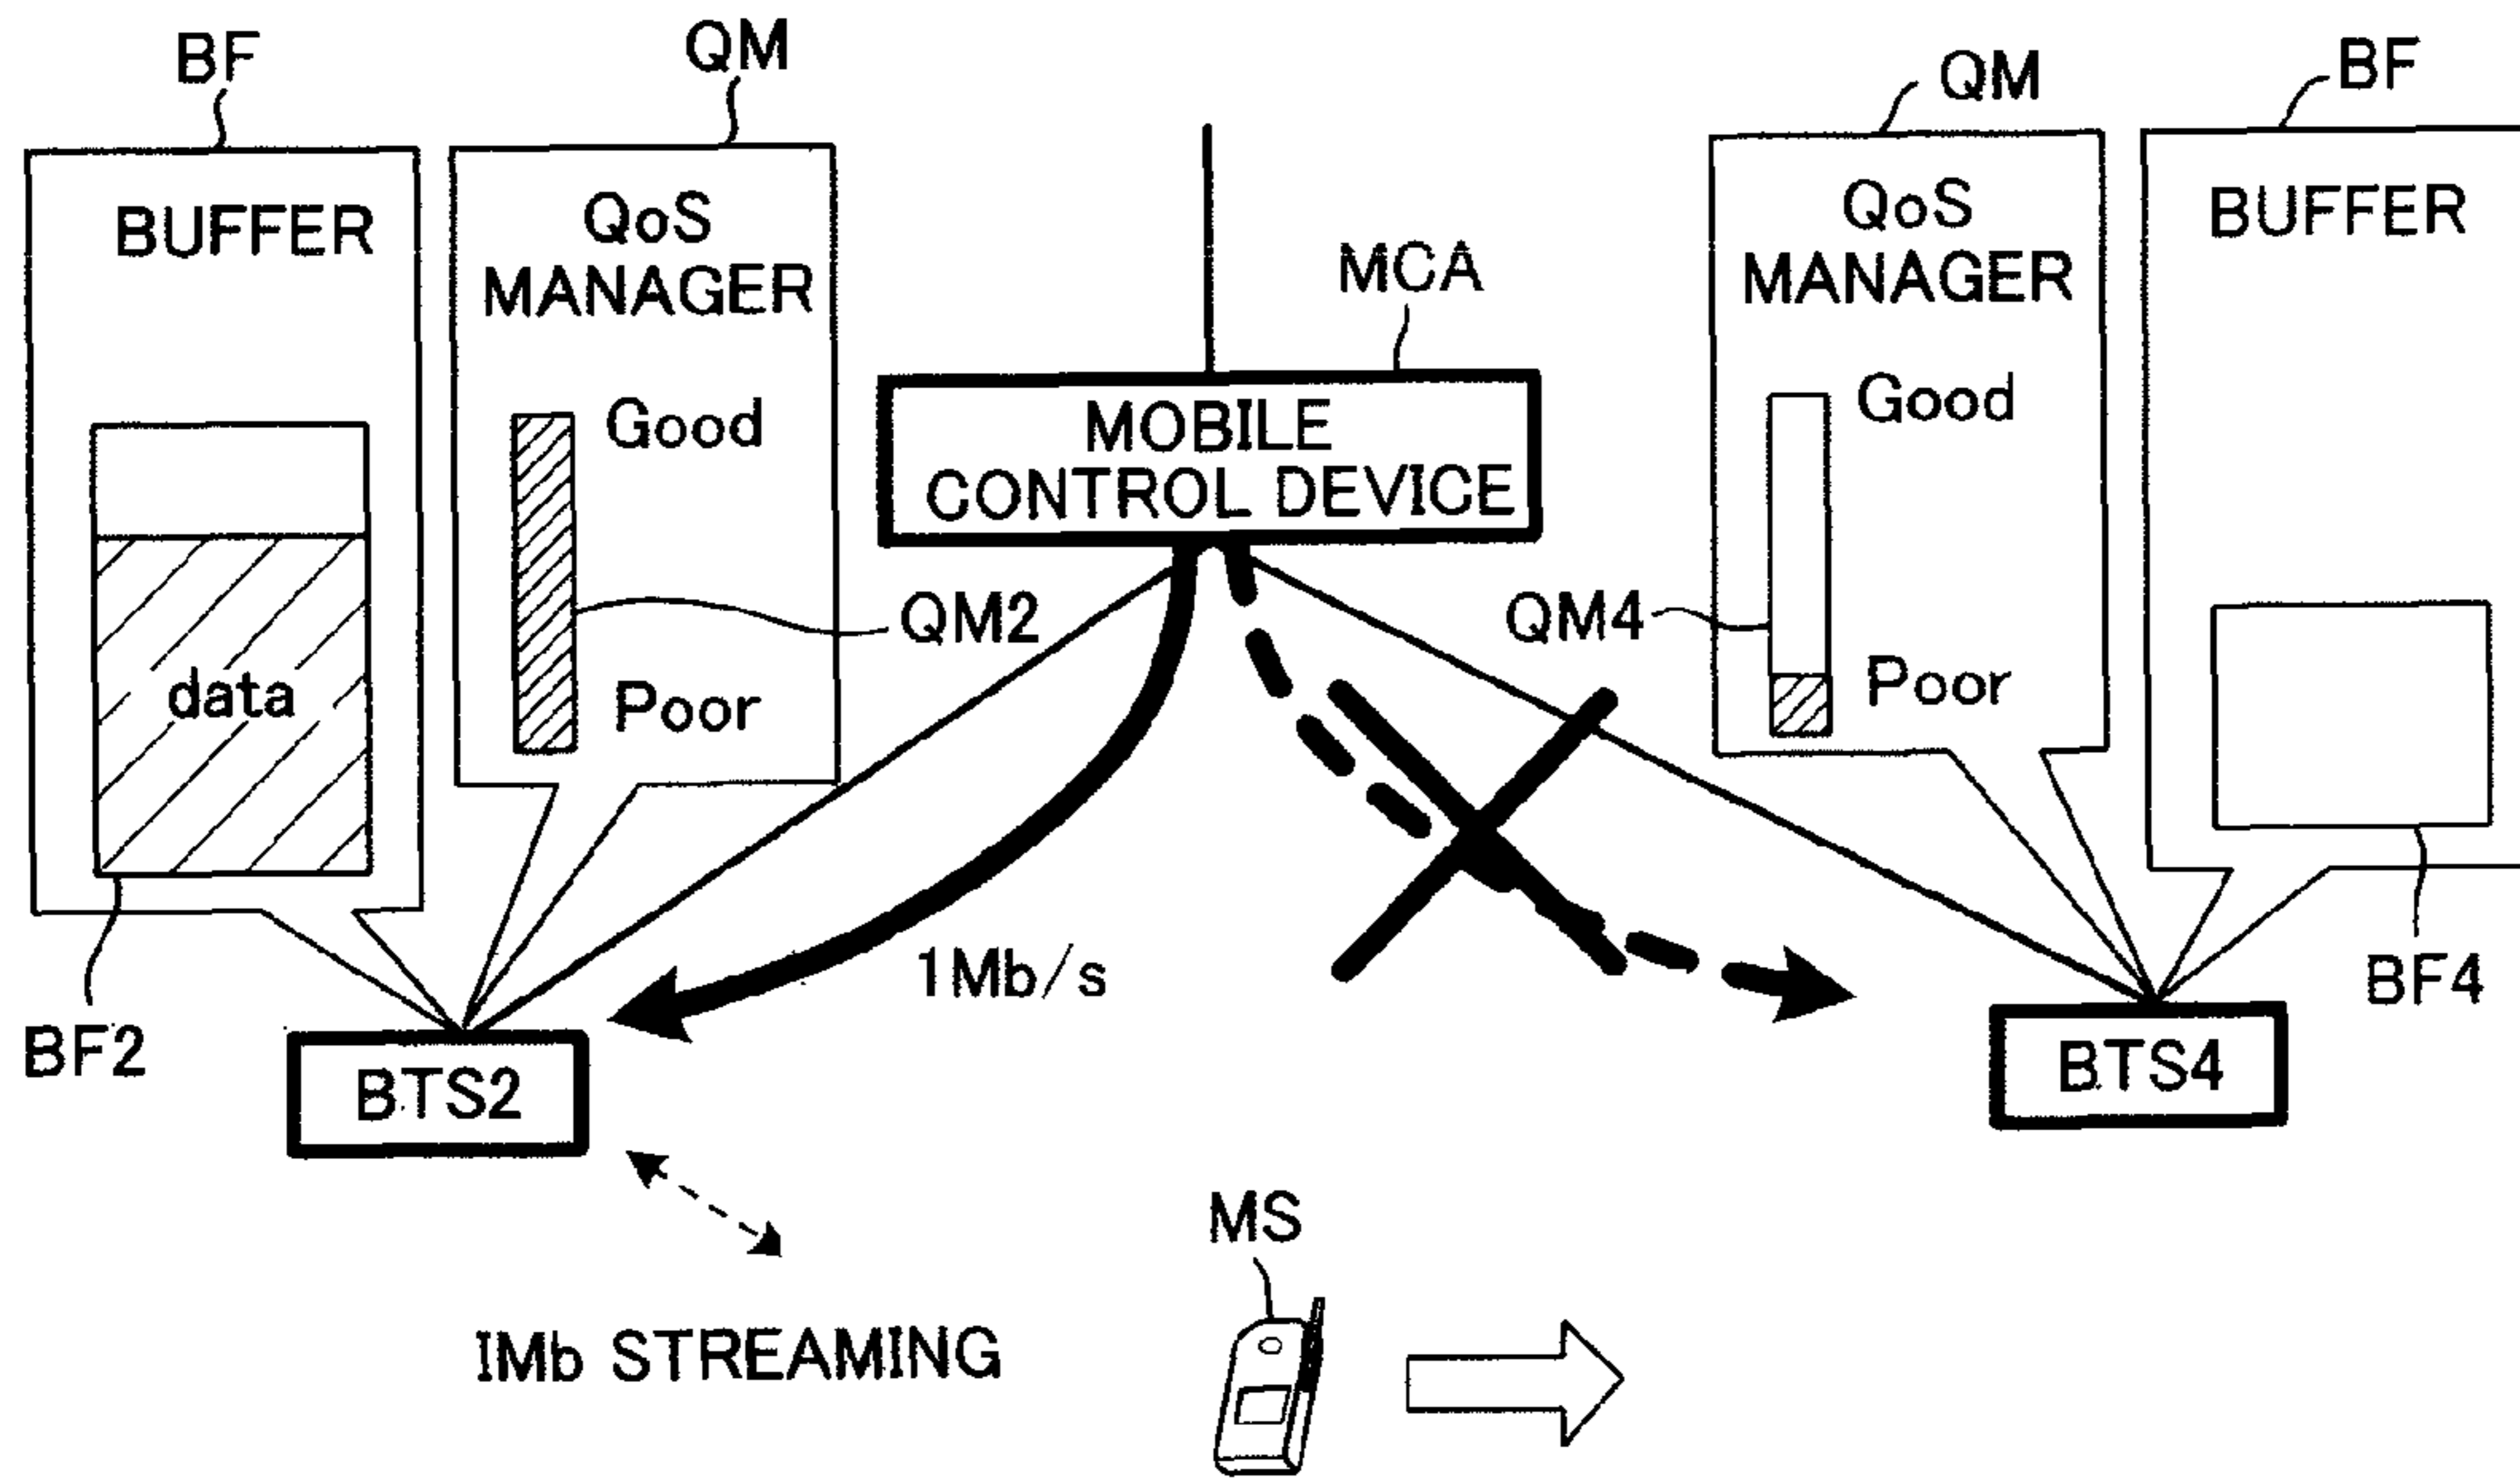 BF
QM
QM
BF
BUFFER
QoS
MANAGER
Good
Poor
data
QM2
BF2
MCA
MOBILE
CONTROL DEVICE
QoS
MANAGER
Good
Poor
QM4
BUFFER
BF4
1Mb/s
BTS2
BTS4
IMb STREAMING
MS